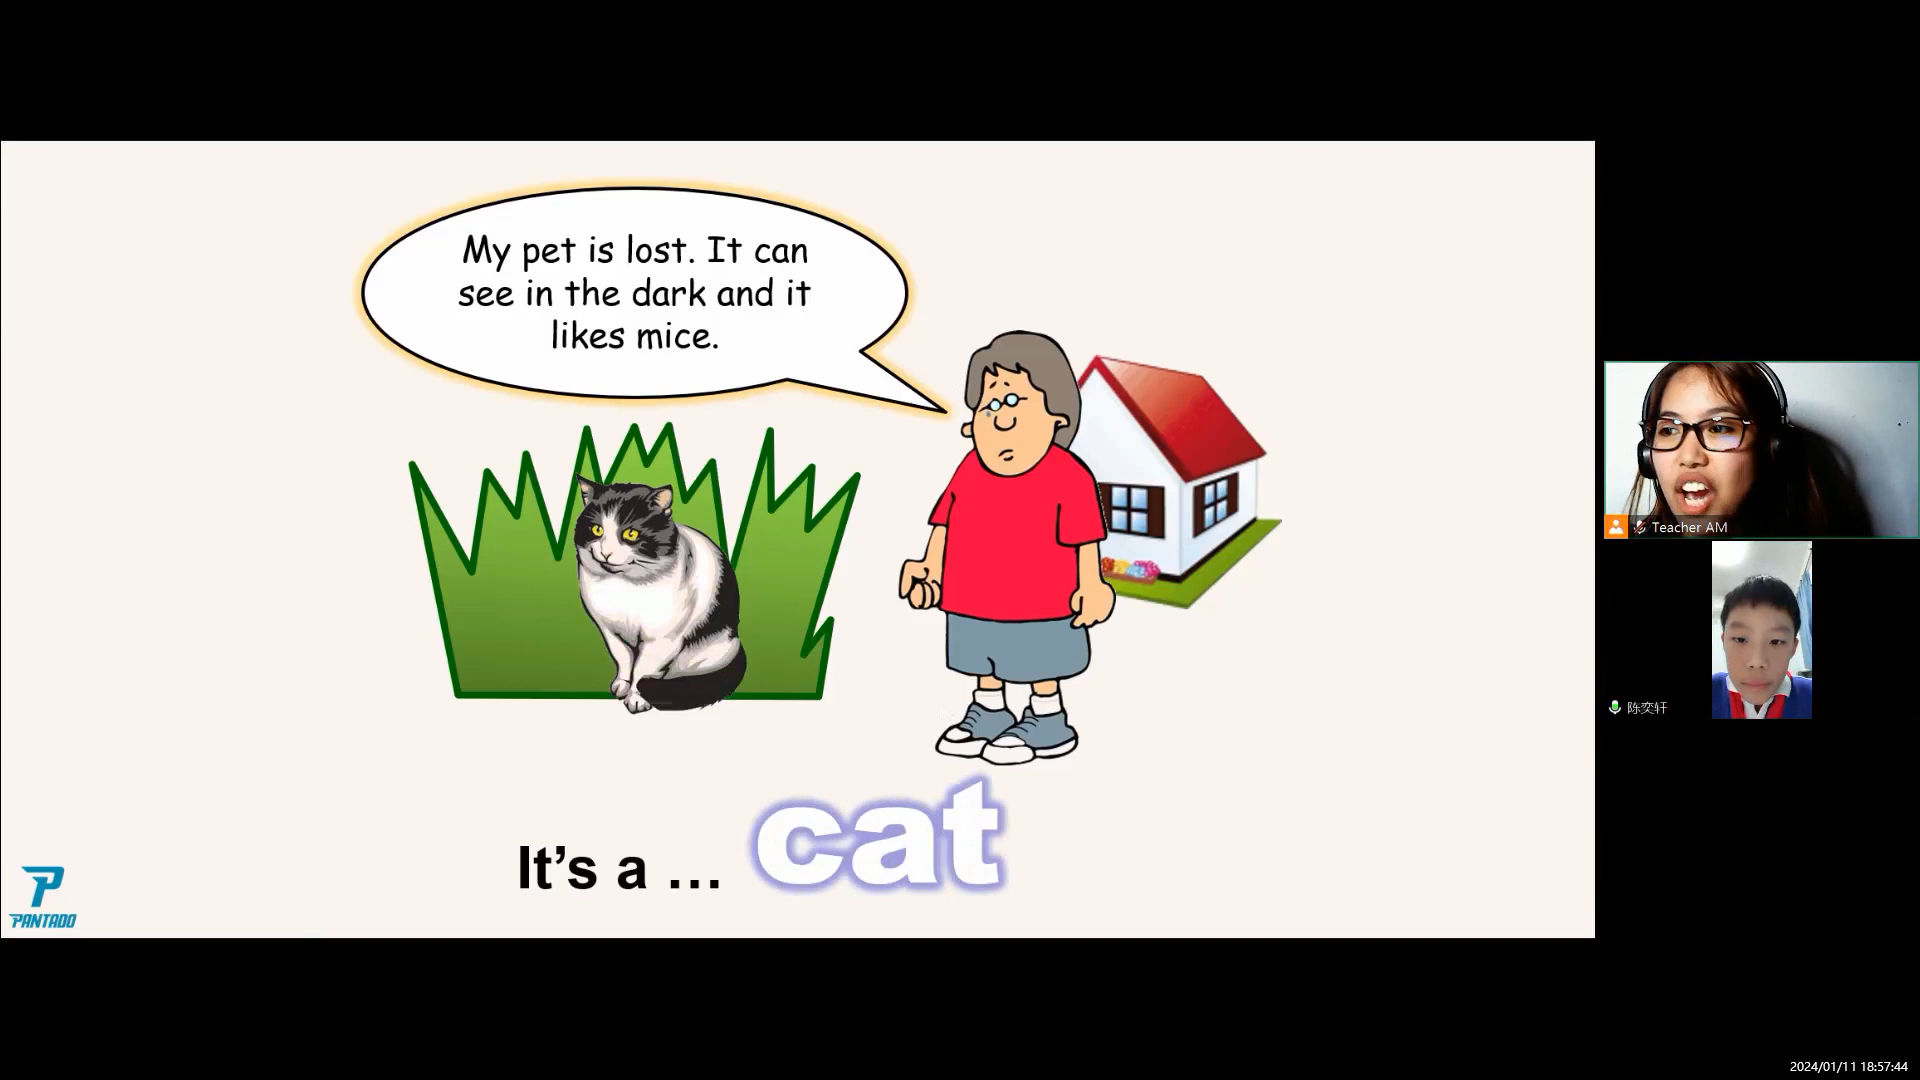 My pet is lost. It can
see in the dark and it
likes mice.
It's a ... cat
PANTADO
Teacher AM
陈奕轩
2024/01/11 18:57:44